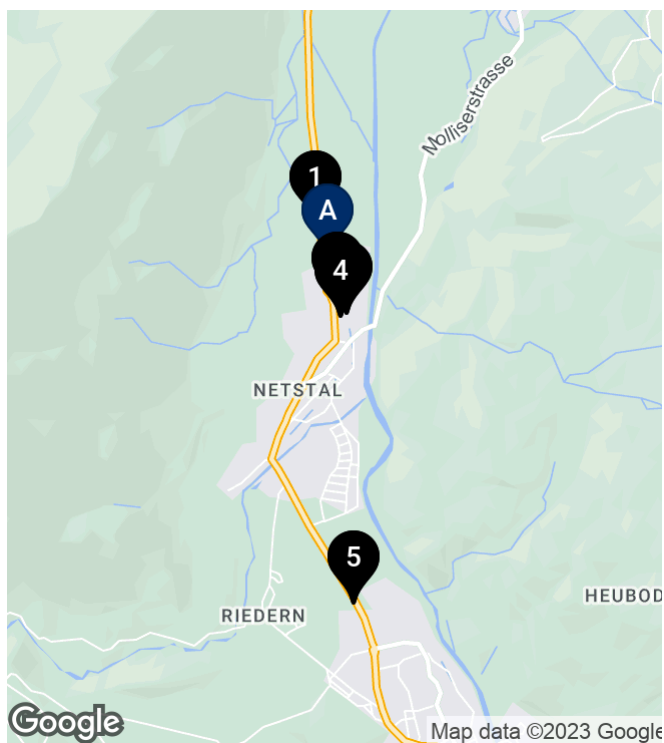 Molliserstrasse
1
A
4
NETSTAL
5
HEUBOD
RIEDERN
Google
Map data ©2023 Google